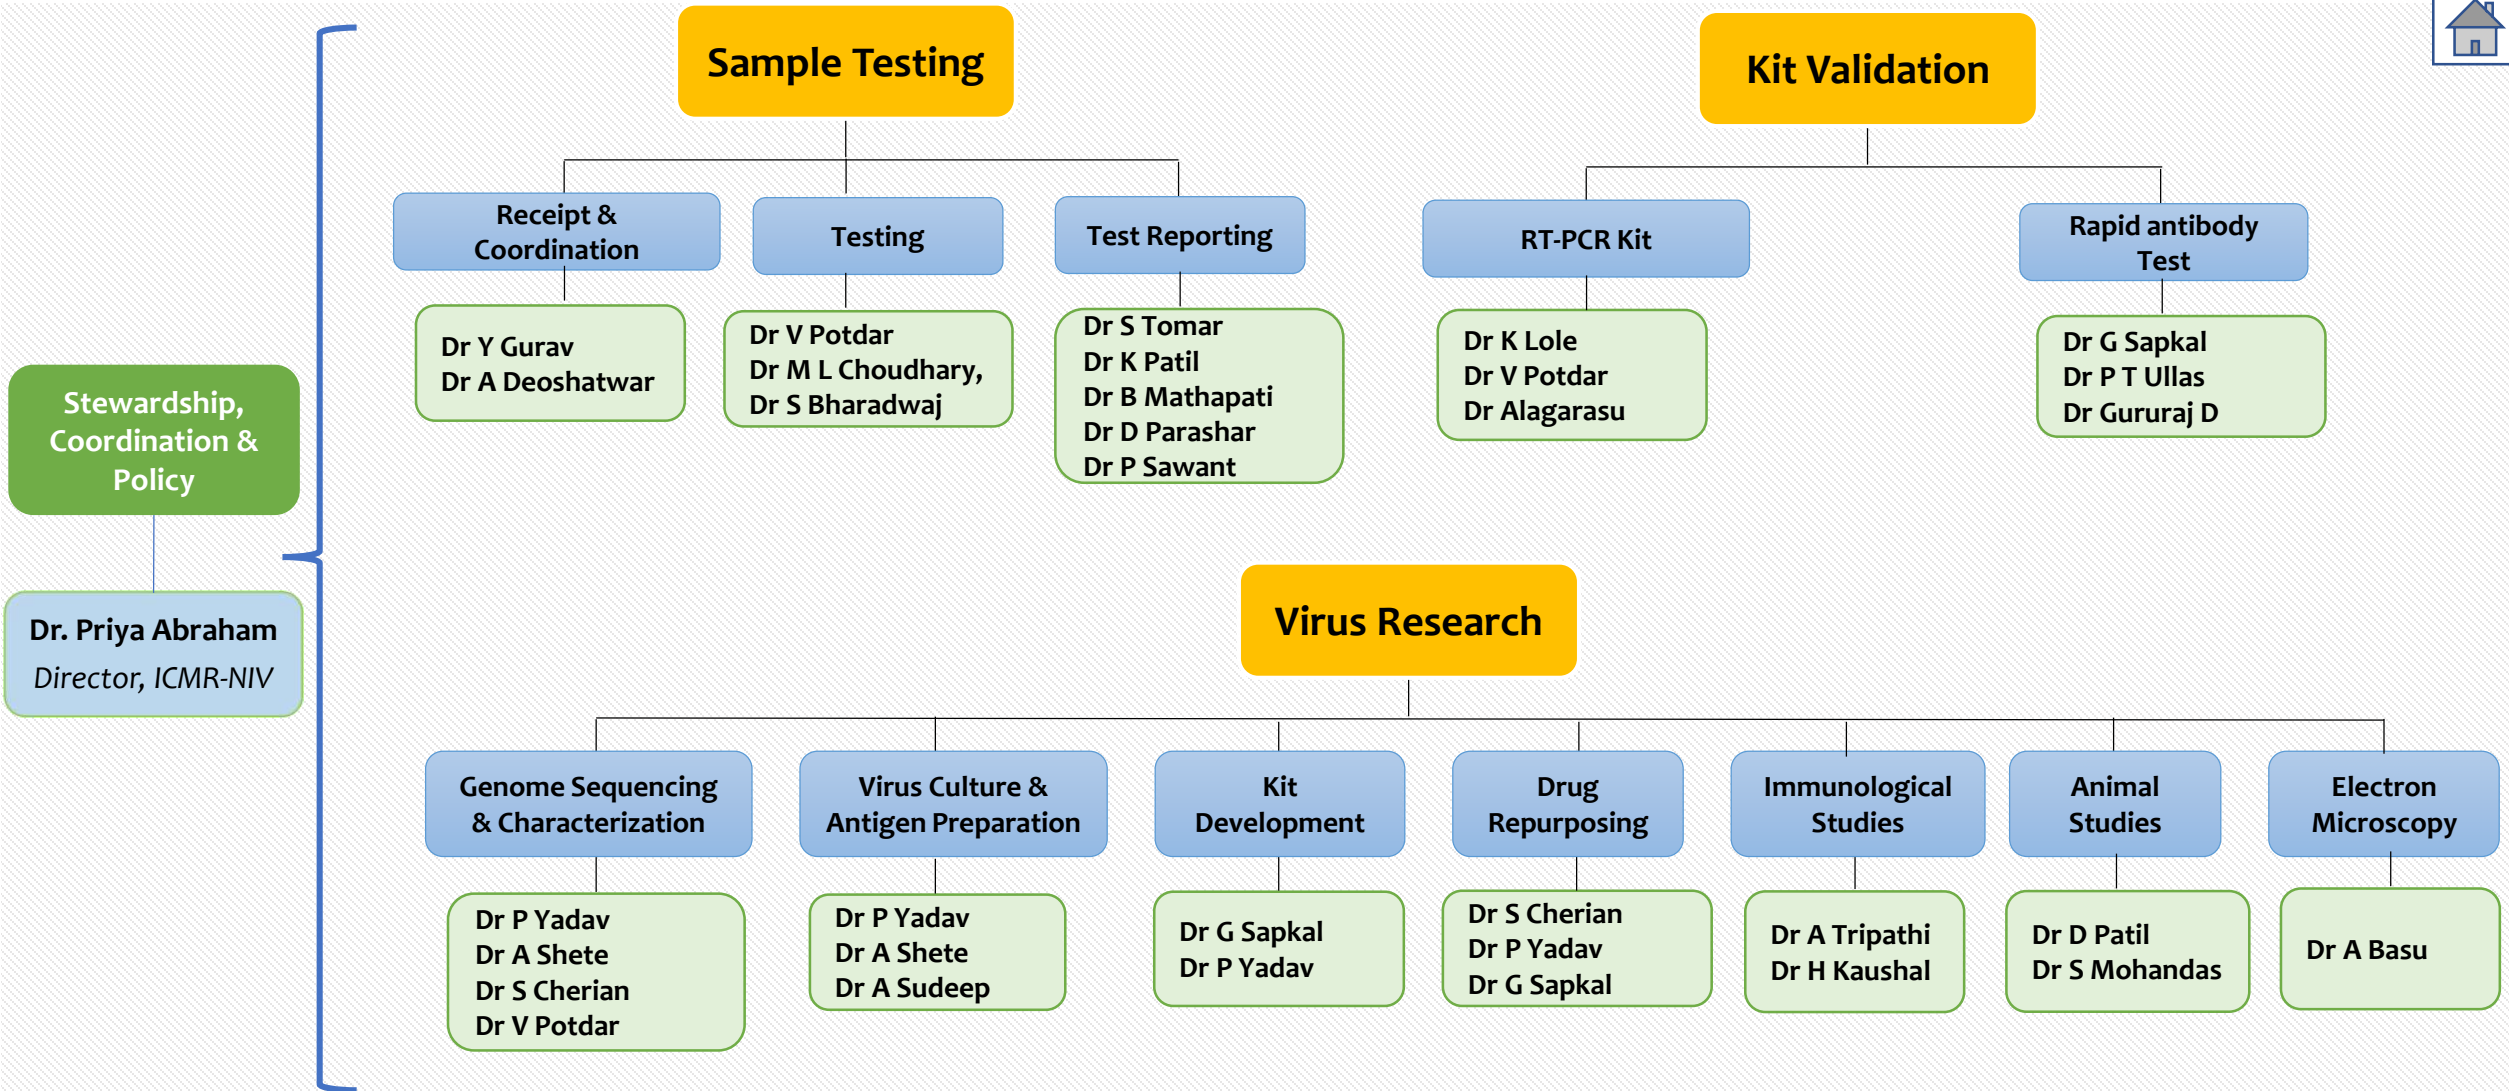 Sample Testing
Kit Validation
Receipt &
Coordination
Testing
Test Reporting
RT-PCR Kit
Rapid antibody
Test
Dr Y Gurav
Dr A Deoshatwar
Dr V Potdar
Dr M L Choudhary,
Dr S Bharadwaj
Dr S Tomar
Dr K Patil
Dr B Mathapati
Dr D Parashar
Dr P Sawant
Dr K Lole
Dr V Potdar
Dr Alagarasu
Dr G Sapkal
Dr P T Ullas
Dr Gururaj D
Stewardship,
Coordination &
Policy
Dr. Priya Abraham
Director, ICMR-NIV
Virus Research
Genome Sequencing
& Characterization
Virus Culture &
Antigen Preparation
Kit
Development
Drug
Repurposing
Immunological
Studies
Animal
Studies
Electron
Microscopy
Dr P Yadav
Dr A Shete
Dr S Cherian
Dr V Potdar
Dr P Yadav
Dr A Shete
Dr A Sudeep
Dr G Sapkal
Dr P Yadav
Dr S Cherian
Dr P Yadav
Dr G Sapkal
Dr A Tripathi
Dr H Kaushal
Dr D Patil
Dr S Mohandas
Dr A Basu